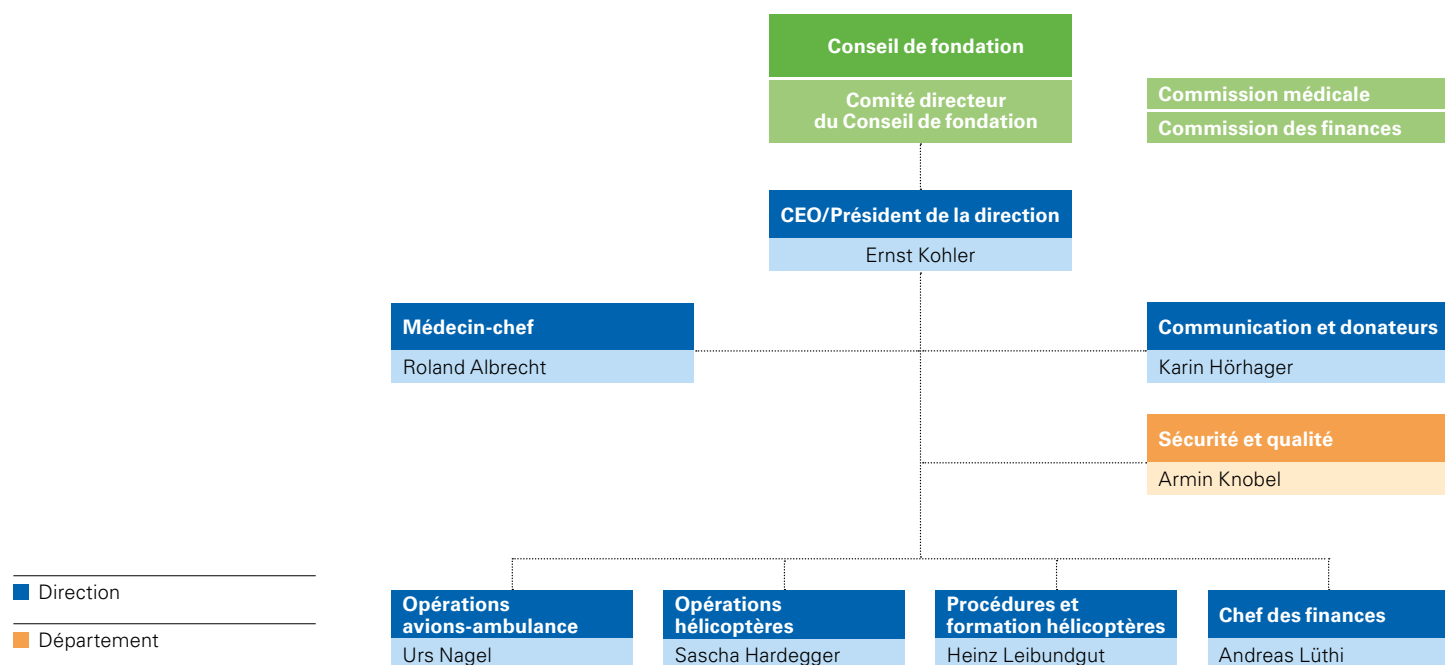 Conseil de fondation
Comité directeur
du Conseil de fondation
Commission médicale
Commission des finances
CEO/Président de la direction
Ernst Kohler
Médecin-chef
Roland Albrecht
Communication et donateurs
Karin Hörhager
Sécurité et qualité
Armin Knobel
Direction
Département
Opérations
avions-ambulance
Urs Nagel
Opérations
hélicoptères
Sascha Hardegger
Procédures et
formation hélicoptères
Heinz Leibundgut
Chef des finances
Andreas Lüthi